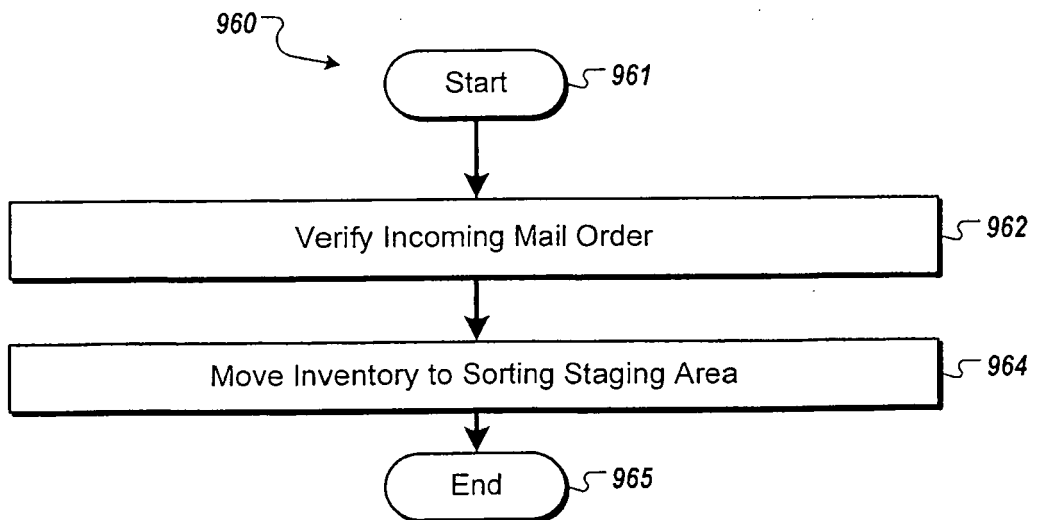 960
Start
961
Verify Incoming Mail Order
962
Move Inventory to Sorting Staging Area
964
End
965